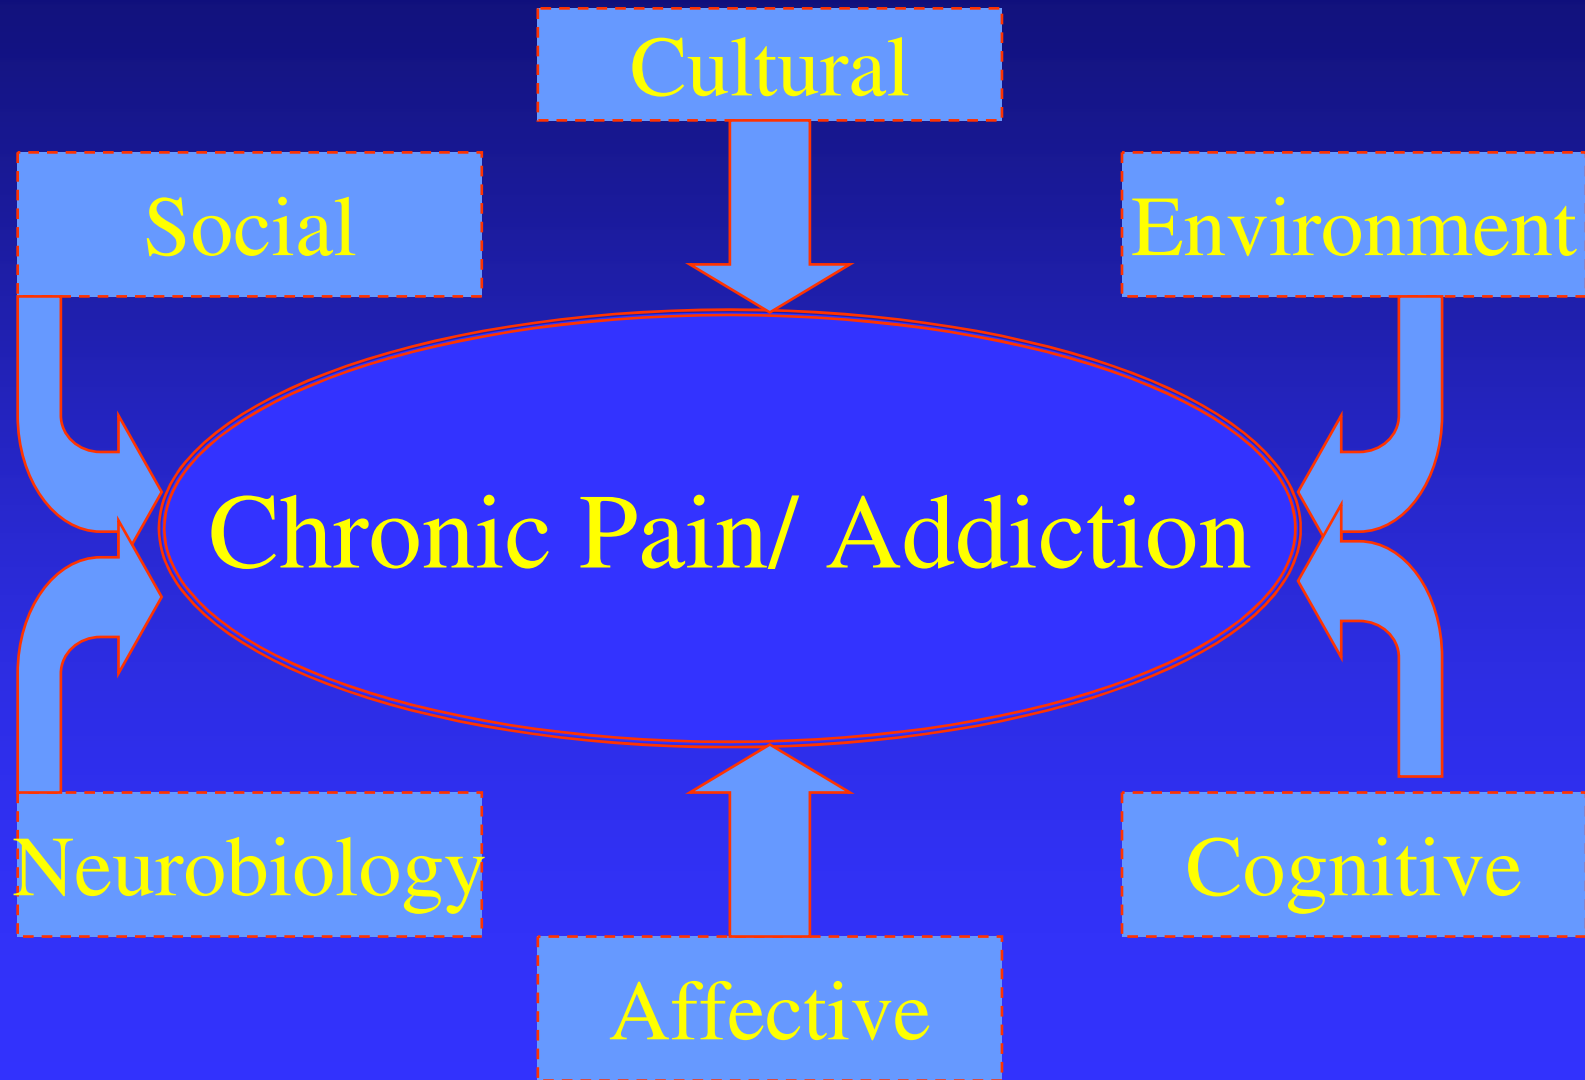 Cultural
Social
Environment
Chronic Pain/ Addiction
Neurobiology
Cognitive
Affective